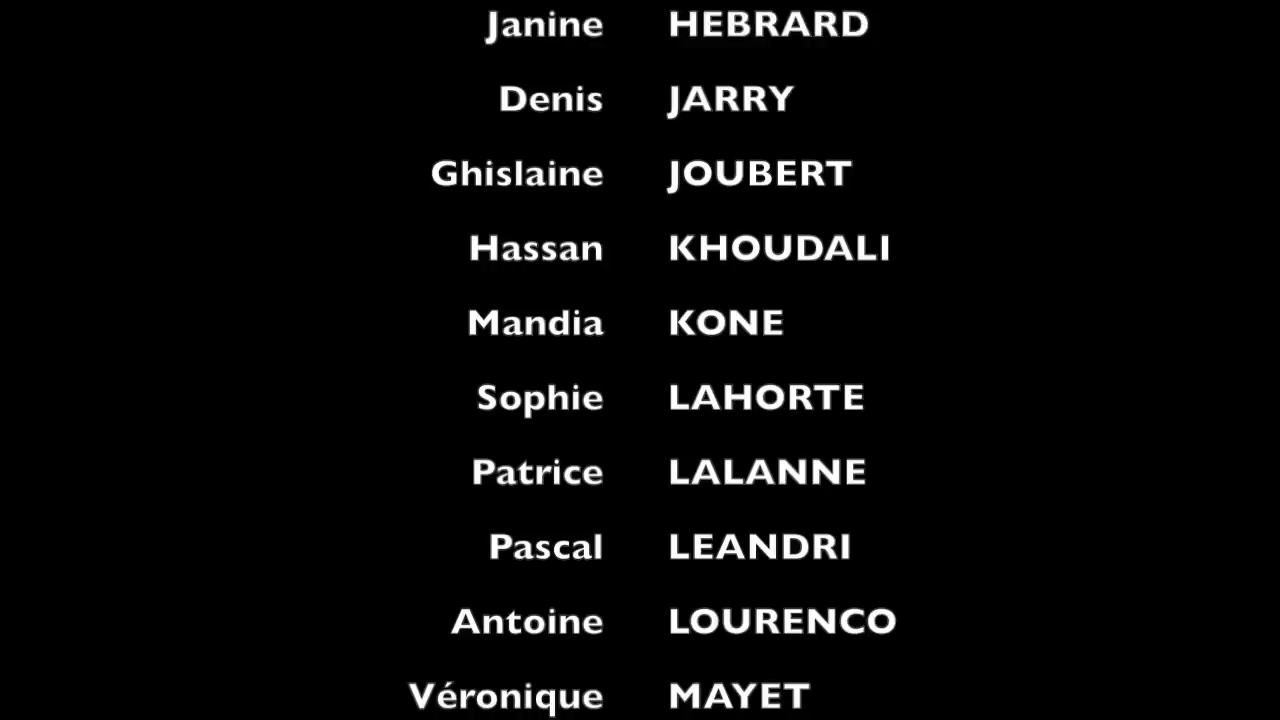 Janine HEBRARD
Denis JARRY
Ghislaine JOUBERT
Hassan KHOUDALI
Mandia KONE
Sophie LAHORTE
Patrice LALANNE
Pascal LEANDRI
Antoine LOURENCO
Véronique MAYET